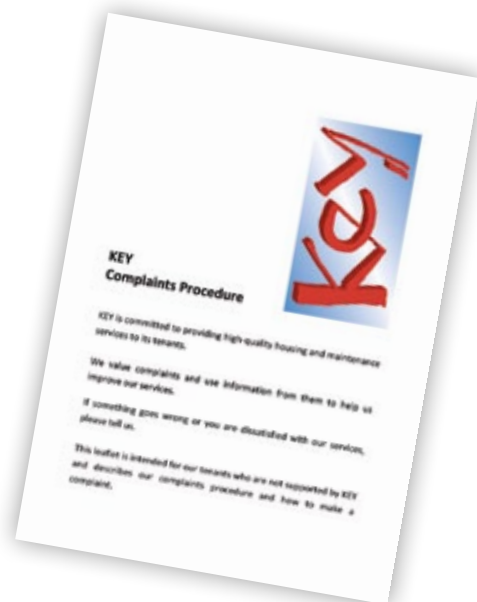 Key
KEY
Complaints Procedure
KEY is committed to providing high-quality housing and maintenance
services to its tenants.
We value complaints and use information from them to help us
improve our services.
If something goes wrong or you are dissatisfied with our services,
please tell us.
This leaflet is intended for our tenants who are not supported by KEY
and describes our complaints procedure and how to make a
complaint.